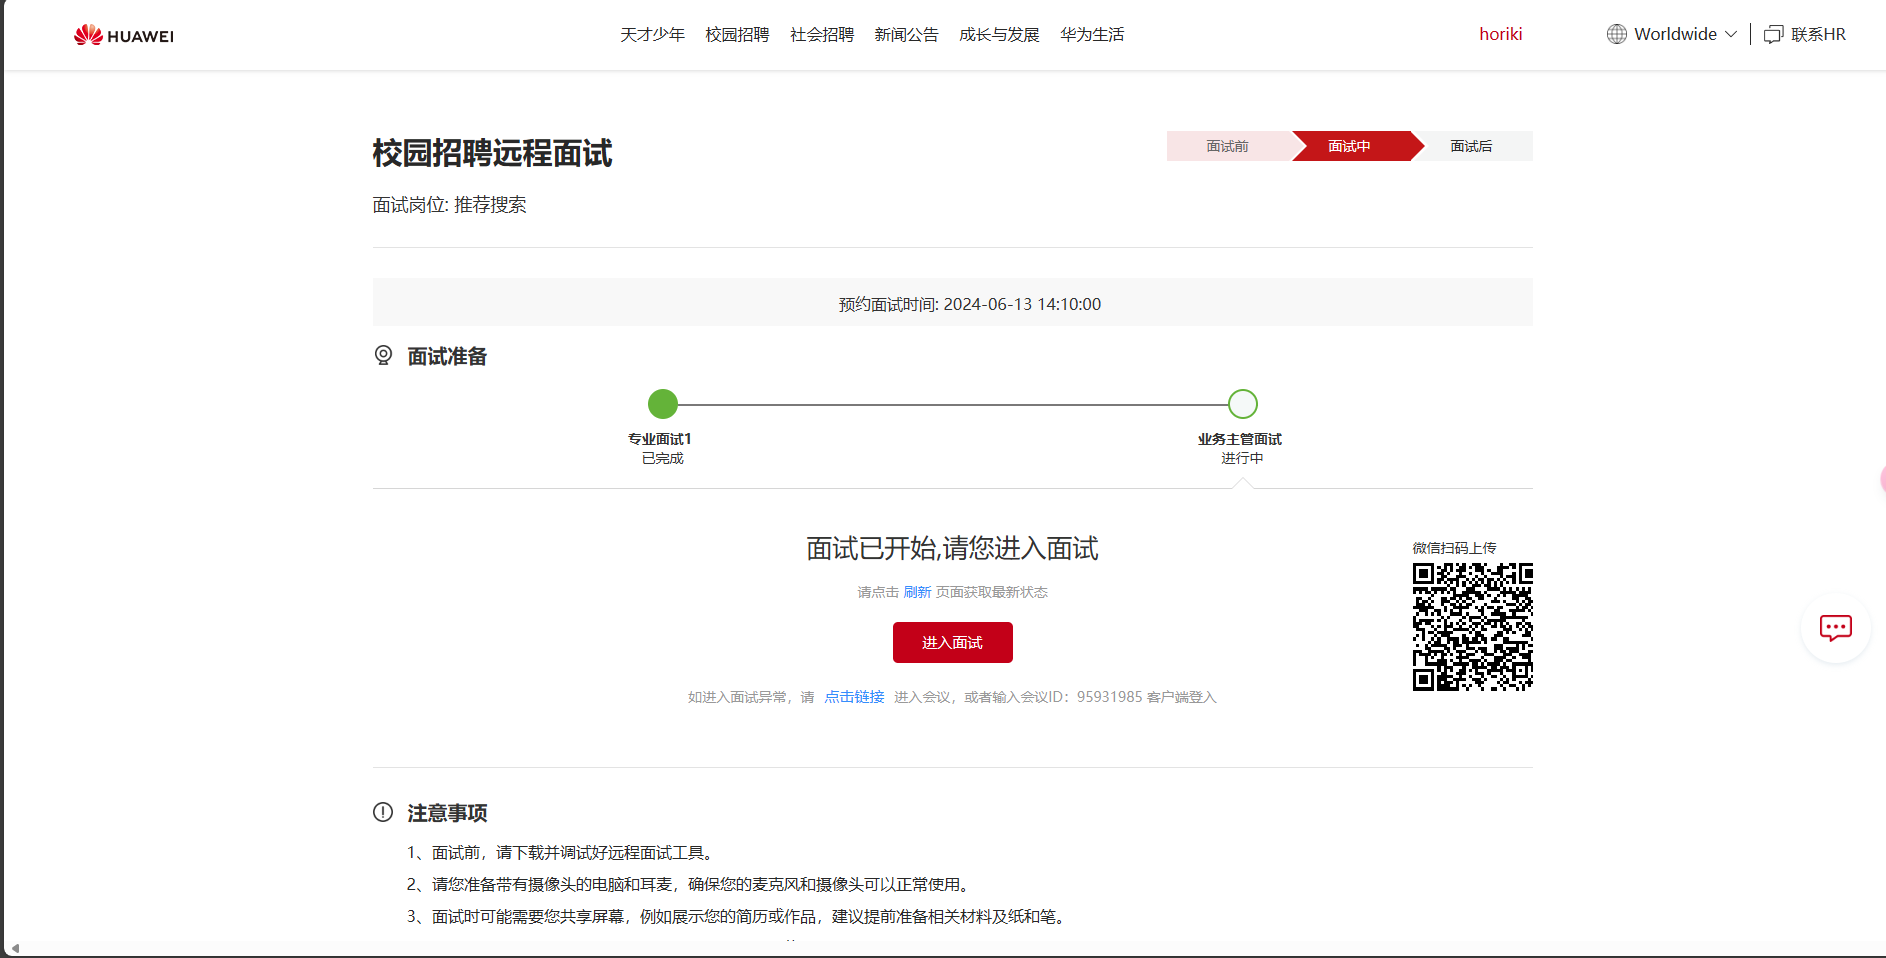 HUAWEI
天才少年 校园招聘 社会招聘 新闻公告 成长与发展 华为生活
horiki
Worldwide
联系HR
校园招聘远程面试
面试前 面试中 面试后
面试岗位: 推荐搜索
预约面试时间: 2024-06-13 14:10:00
面试准备
专业面试1
已完成
业务主管面试
进行中
面试已开始,请您进入面试
请点击 刷新 页面获取最新状态
进入面试
如进入面试异常，请 点击链接 进入会议，或者输入会议ID：95931985 客户端登入
微信扫码上传
注意事项
1、面试前，请下载并调试好远程面试工具。
2、请您准备带有摄像头的电脑和耳麦，确保您的麦克风和摄像头可以正常使用。
3、面试时可能需要您共享屏幕，例如展示您的简历或作品，建议提前准备相关材料及纸和笔。